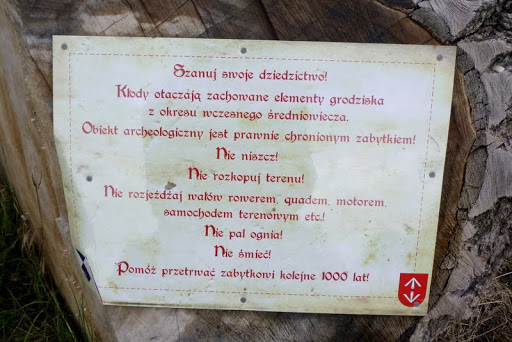 Szanuj swoje dziedzictwo!
Kłody otaczają zachowane elementy grodziska
z okresu wczesnego średniowiecza.
Obiekt archeologiczny jest prawnie chronionym zabytkiem!
Nie niszcz!
Nie rozkopuj terenu!
Nie rozjeżdżaj wałów rowerem, quadem, motorem,
samochodem terenowym etc.!
Nie pal ognia!
Nie śmieć!
Pomóż przetrwać zabytkowi kolejne 1000 lat!